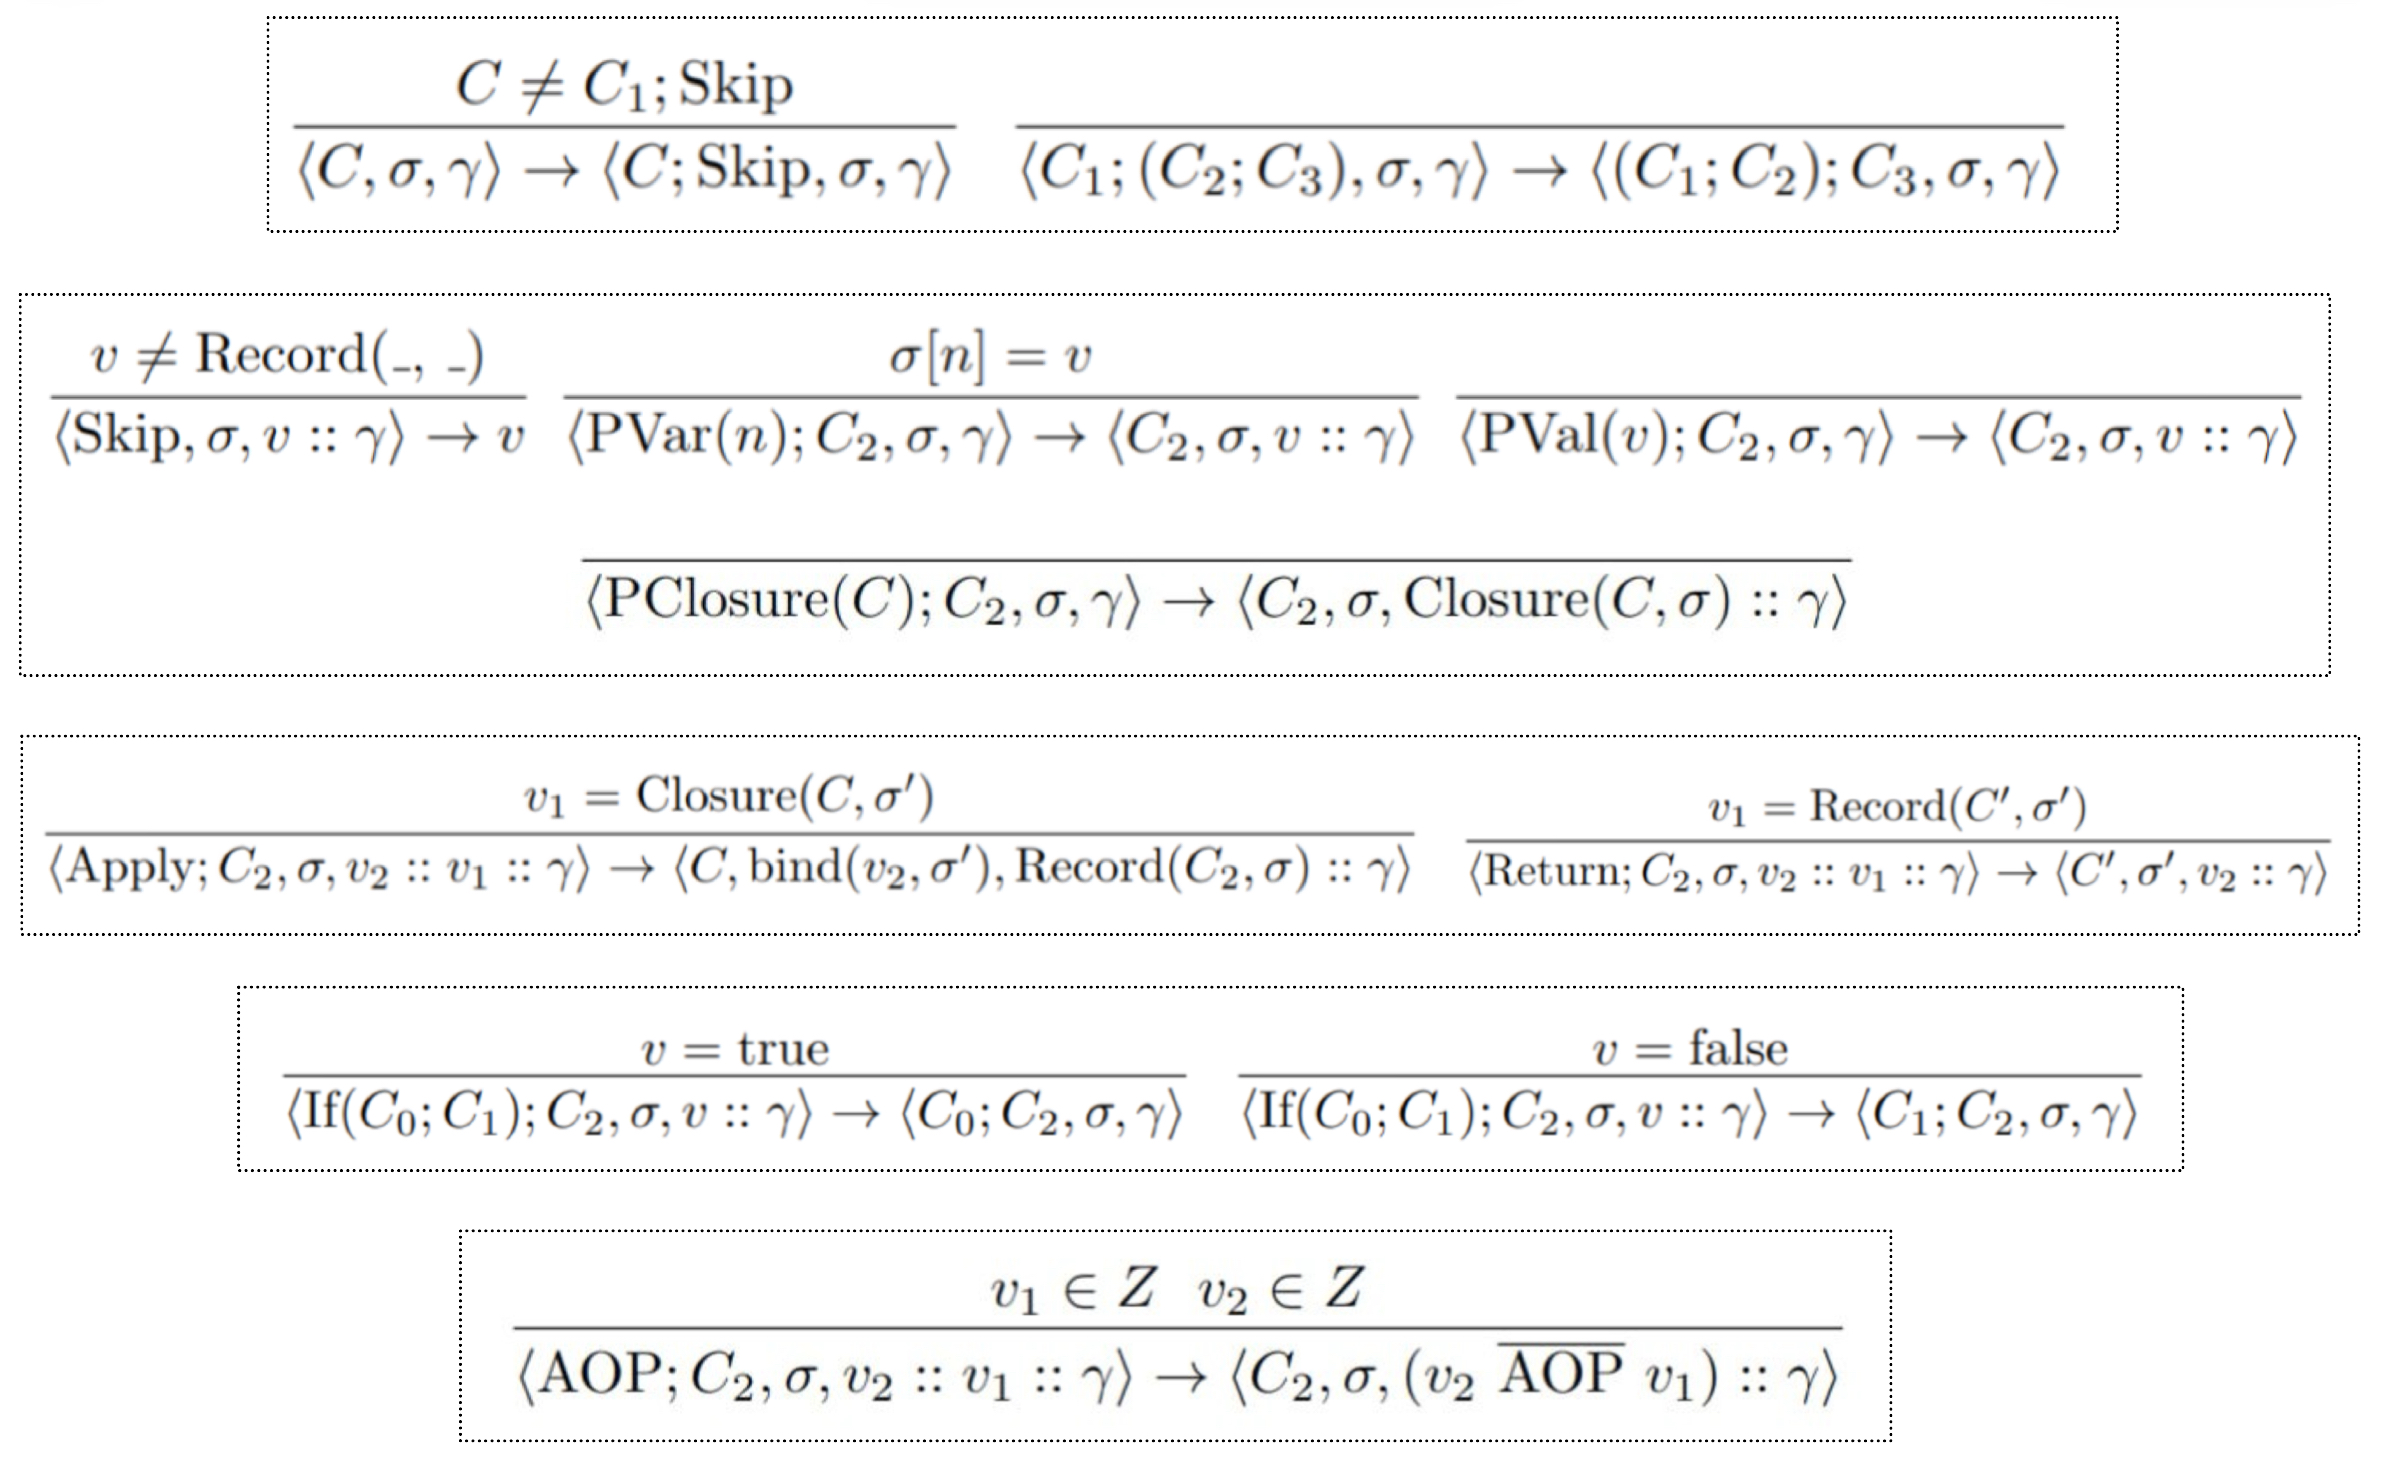 C ≠ C₁; Skip
⟨C, σ, γ⟩ → ⟨C; Skip, σ, γ⟩ ⟨C₁; (C₂; C₃), σ, γ⟩ → ⟨(C₁; C₂); C₃, σ, γ⟩
v ≠ Record(_, _) σ[n] = v
⟨Skip, σ, v :: γ⟩ → v ⟨PVar(n); C₂, σ, γ⟩ → ⟨C₂, σ, v :: γ⟩ ⟨PVal(v); C₂, σ, γ⟩ → ⟨C₂, σ, v :: γ⟩
⟨PClosure(C); C₂, σ, γ⟩ → ⟨C₂, σ, Closure(C, σ) :: γ⟩
v₁ = Closure(C, σ′) v₁ = Record(C′, σ′)
⟨Apply; C₂, σ, v₂ :: v₁ :: γ⟩ → ⟨C, bind(v₂, σ′), Record(C₂, σ) :: γ⟩ ⟨Return; C₂, σ, v₂ :: v₁ :: γ⟩ → ⟨C′, σ′, v₂ :: γ⟩
v = true v = false
⟨If(C₀; C₁); C₂, σ, v :: γ⟩ → ⟨C₀; C₂, σ, γ⟩ ⟨If(C₀; C₁); C₂, σ, v :: γ⟩ → ⟨C₁; C₂, σ, γ⟩
v₁ ∈ Z v₂ ∈ Z
⟨AOP; C₂, σ, v₂ :: v₁ :: γ⟩ → ⟨C₂, σ, (v₂ A̅O̅P̅ v₁) :: γ⟩